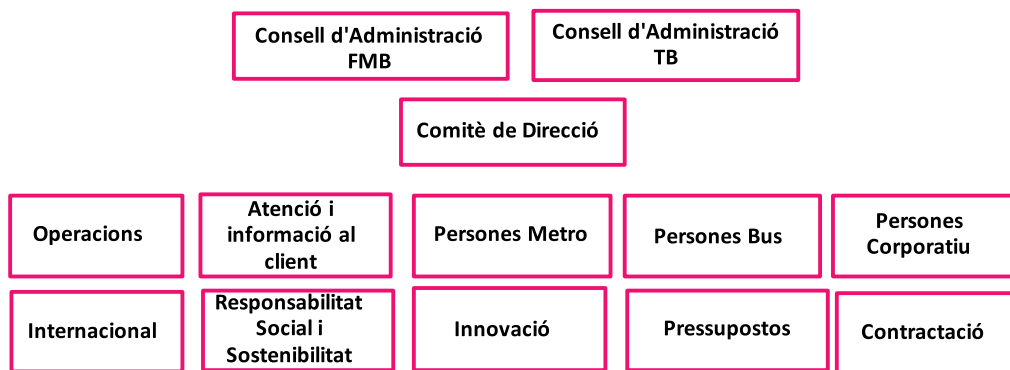 Consell d'Administració
FMB
Consell d'Administració
TB
Comitè de Direcció
Operacions
Atenció i
informació al
client
Persones Metro
Persones Bus
Persones
Corporatiu
Internacional
Responsabilitat
Social i
Sostenibilitat
Innovació
Pressupostos
Contractació